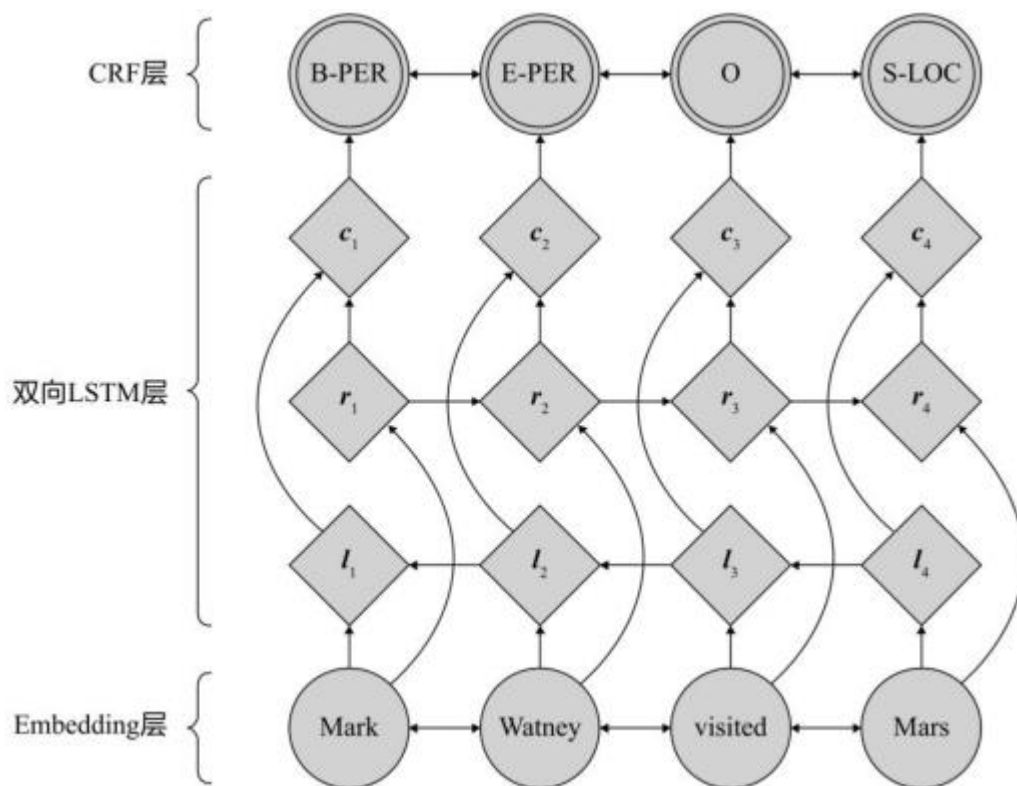 CRF层 B-PER E-PER O S-LOC
c₁ c₂ c₃ c₄
双向LSTM层 r₁ r₂ r₃ r₄
l₁ l₂ l₃ l₄
Embedding层 Mark Watney visited Mars